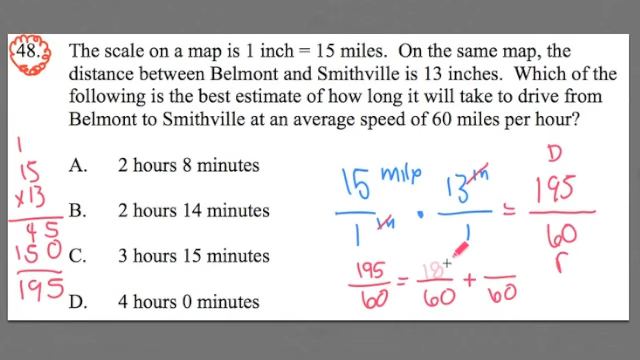 48. The scale on a map is 1 inch = 15 miles. On the same map, the
distance between Belmont and Smithville is 13 inches. Which of the
following is the best estimate of how long it will take to drive from
Belmont to Smithville at an average speed of 60 miles per hour?
A. 2 hours 8 minutes
B. 2 hours 14 minutes
C. 3 hours 15 minutes
D. 4 hours 0 minutes
1
15
x13
45
150
195
15 mile / 1 in · 13 in / 1 = 195 / 60
D
r
195 / 60 = 18 / 60 + / 60